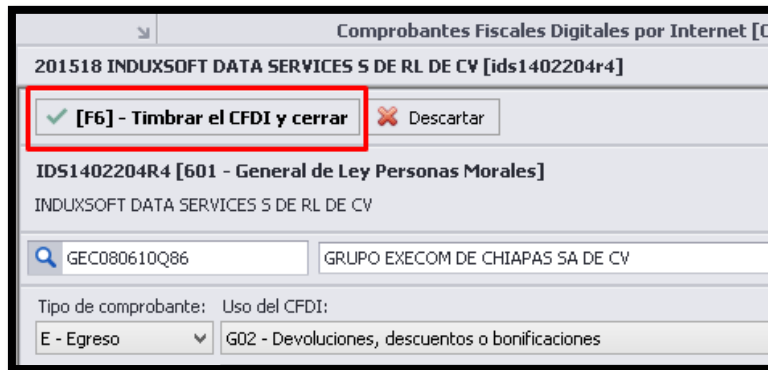 Comprobantes Fiscales Digitales por Internet [C
201518 INDUXSOFT DATA SERVICES S DE RL DE CV [ids1402204r4]
[F6] - Timbrar el CFDI y cerrar Descartar
IDS1402204R4 [601 - General de Ley Personas Morales]
INDUXSOFT DATA SERVICES S DE RL DE CV
GEC080610Q86 GRUPO EXECOM DE CHIAPAS SA DE CV
Tipo de comprobante: Uso del CFDI:
E - Egreso G02 - Devoluciones, descuentos o bonificaciones